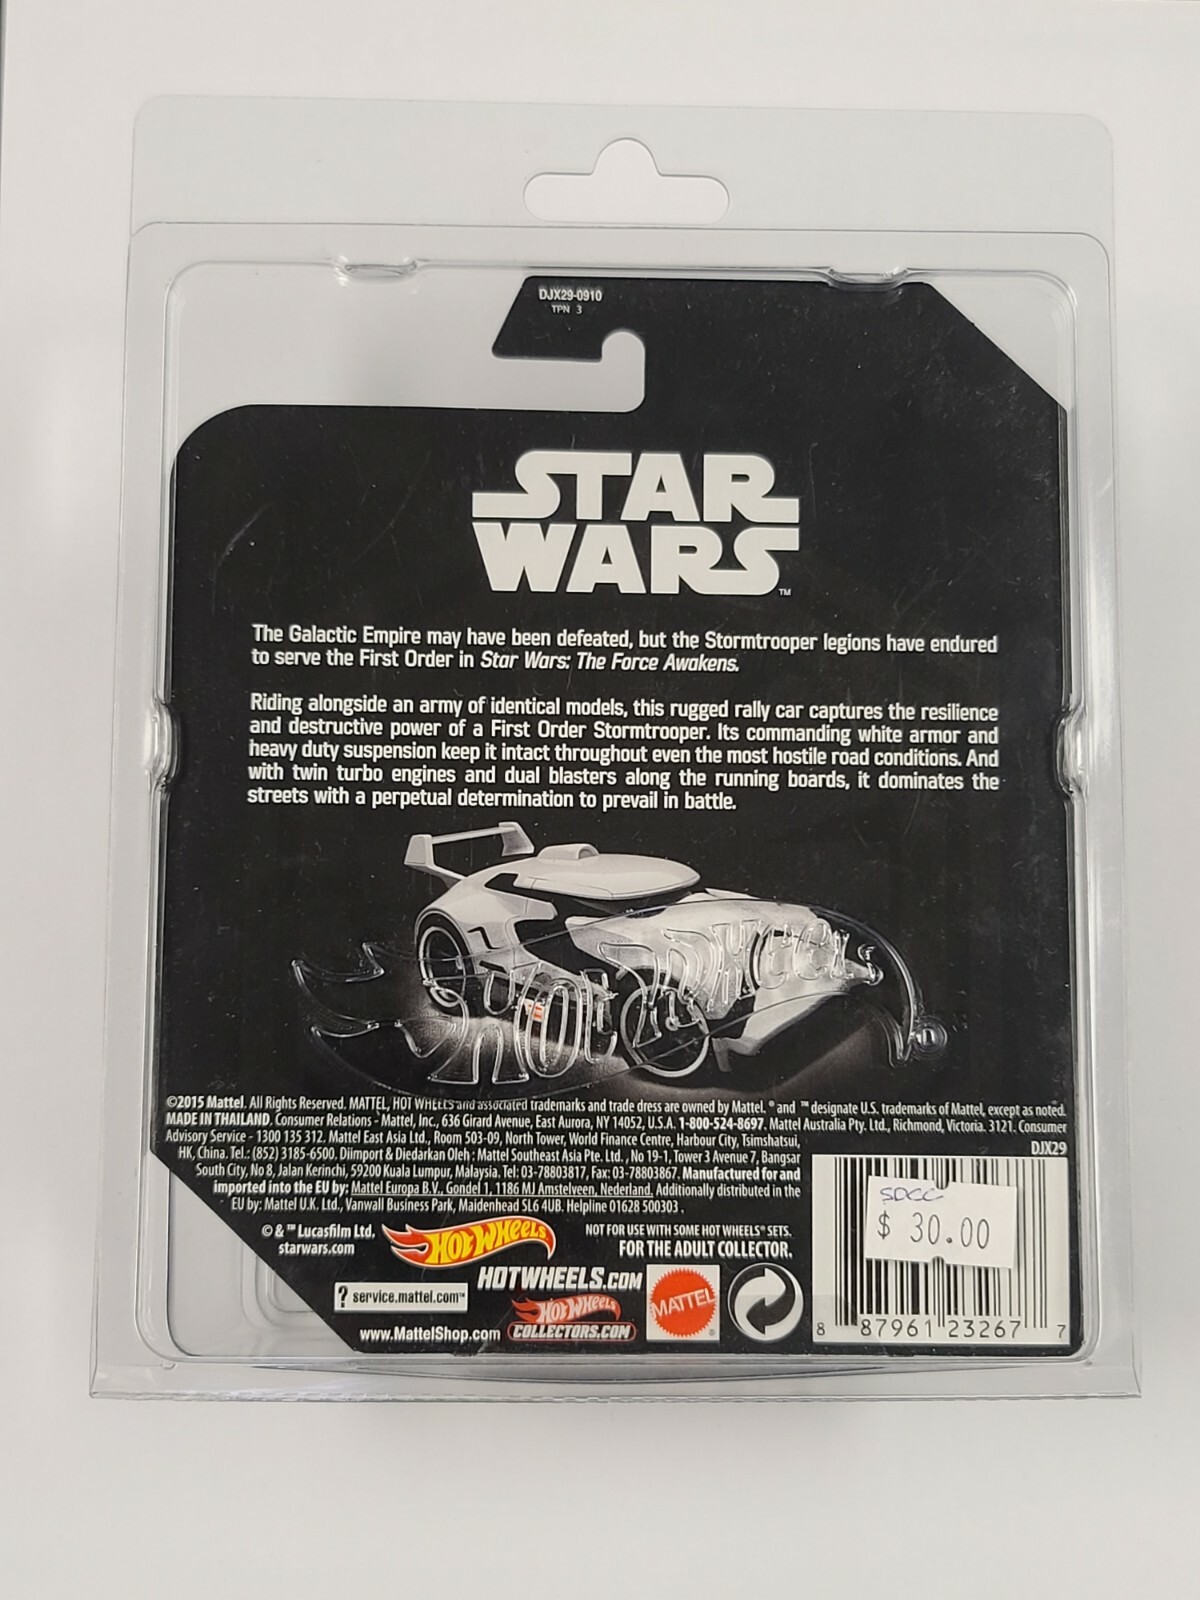 DJX29-0910
TPN 3
STAR
WARS™
The Galactic Empire may have been defeated, but the Stormtrooper legions have endured
to serve the First Order in Star Wars: The Force Awakens.
Riding alongside an army of identical models, this rugged rally car captures the resilience
and destructive power of a First Order Stormtrooper. Its commanding white armor and
heavy duty suspension keep it intact throughout even the most hostile road conditions. And
with twin turbo engines and dual blasters along the running boards, it dominates the
streets with a perpetual determination to prevail in battle.
HOT WHEELS
©2015 Mattel. All Rights Reserved. MATTEL, HOT WHEELS and associated trademarks and trade dress are owned by Mattel. ® and ™ designate U.S. trademarks of Mattel, except as noted.
MADE IN THAILAND. Consumer Relations - Mattel, Inc., 636 Girard Avenue, East Aurora, NY 14052, U.S.A. 1-800-524-8697. Mattel Australia Pty. Ltd., Richmond, Victoria. 3121. Consumer
Advisory Service - 1300 135 312. Mattel East Asia Ltd., Room 503-09, North Tower, World Finance Centre, Harbour City, Tsimshatsui,
HK, China. Tel.: (852) 3185-6500. Diimport & Diedarkan Oleh : Mattel Southeast Asia Pte. Ltd. , No 19-1, Tower 3 Avenue 7, Bangsar
South City, No 8, Jalan Kerinchi, 59200 Kuala Lumpur, Malaysia. Tel: 03-78803817, Fax: 03-78803867. Manufactured for and
imported into the EU by: Mattel Europa B.V., Gondel 1, 1186 MJ Amstelveen, Nederland. Additionally distributed in the
EU by: Mattel U.K. Ltd., Vanwall Business Park, Maidenhead SL6 4UB. Helpline 01628 500303 .
DJX29
© & ™ Lucasfilm Ltd.
starwars.com
HOT WHEELS
NOT FOR USE WITH SOME HOT WHEELS® SETS.
FOR THE ADULT COLLECTOR.
HOTWHEELS.COM
? service.mattel.com™
www.MattelShop.com
HOT WHEELS
COLLECTORS.COM
MATTEL®
SDCC
$ 30.00
8 87961 23267 7